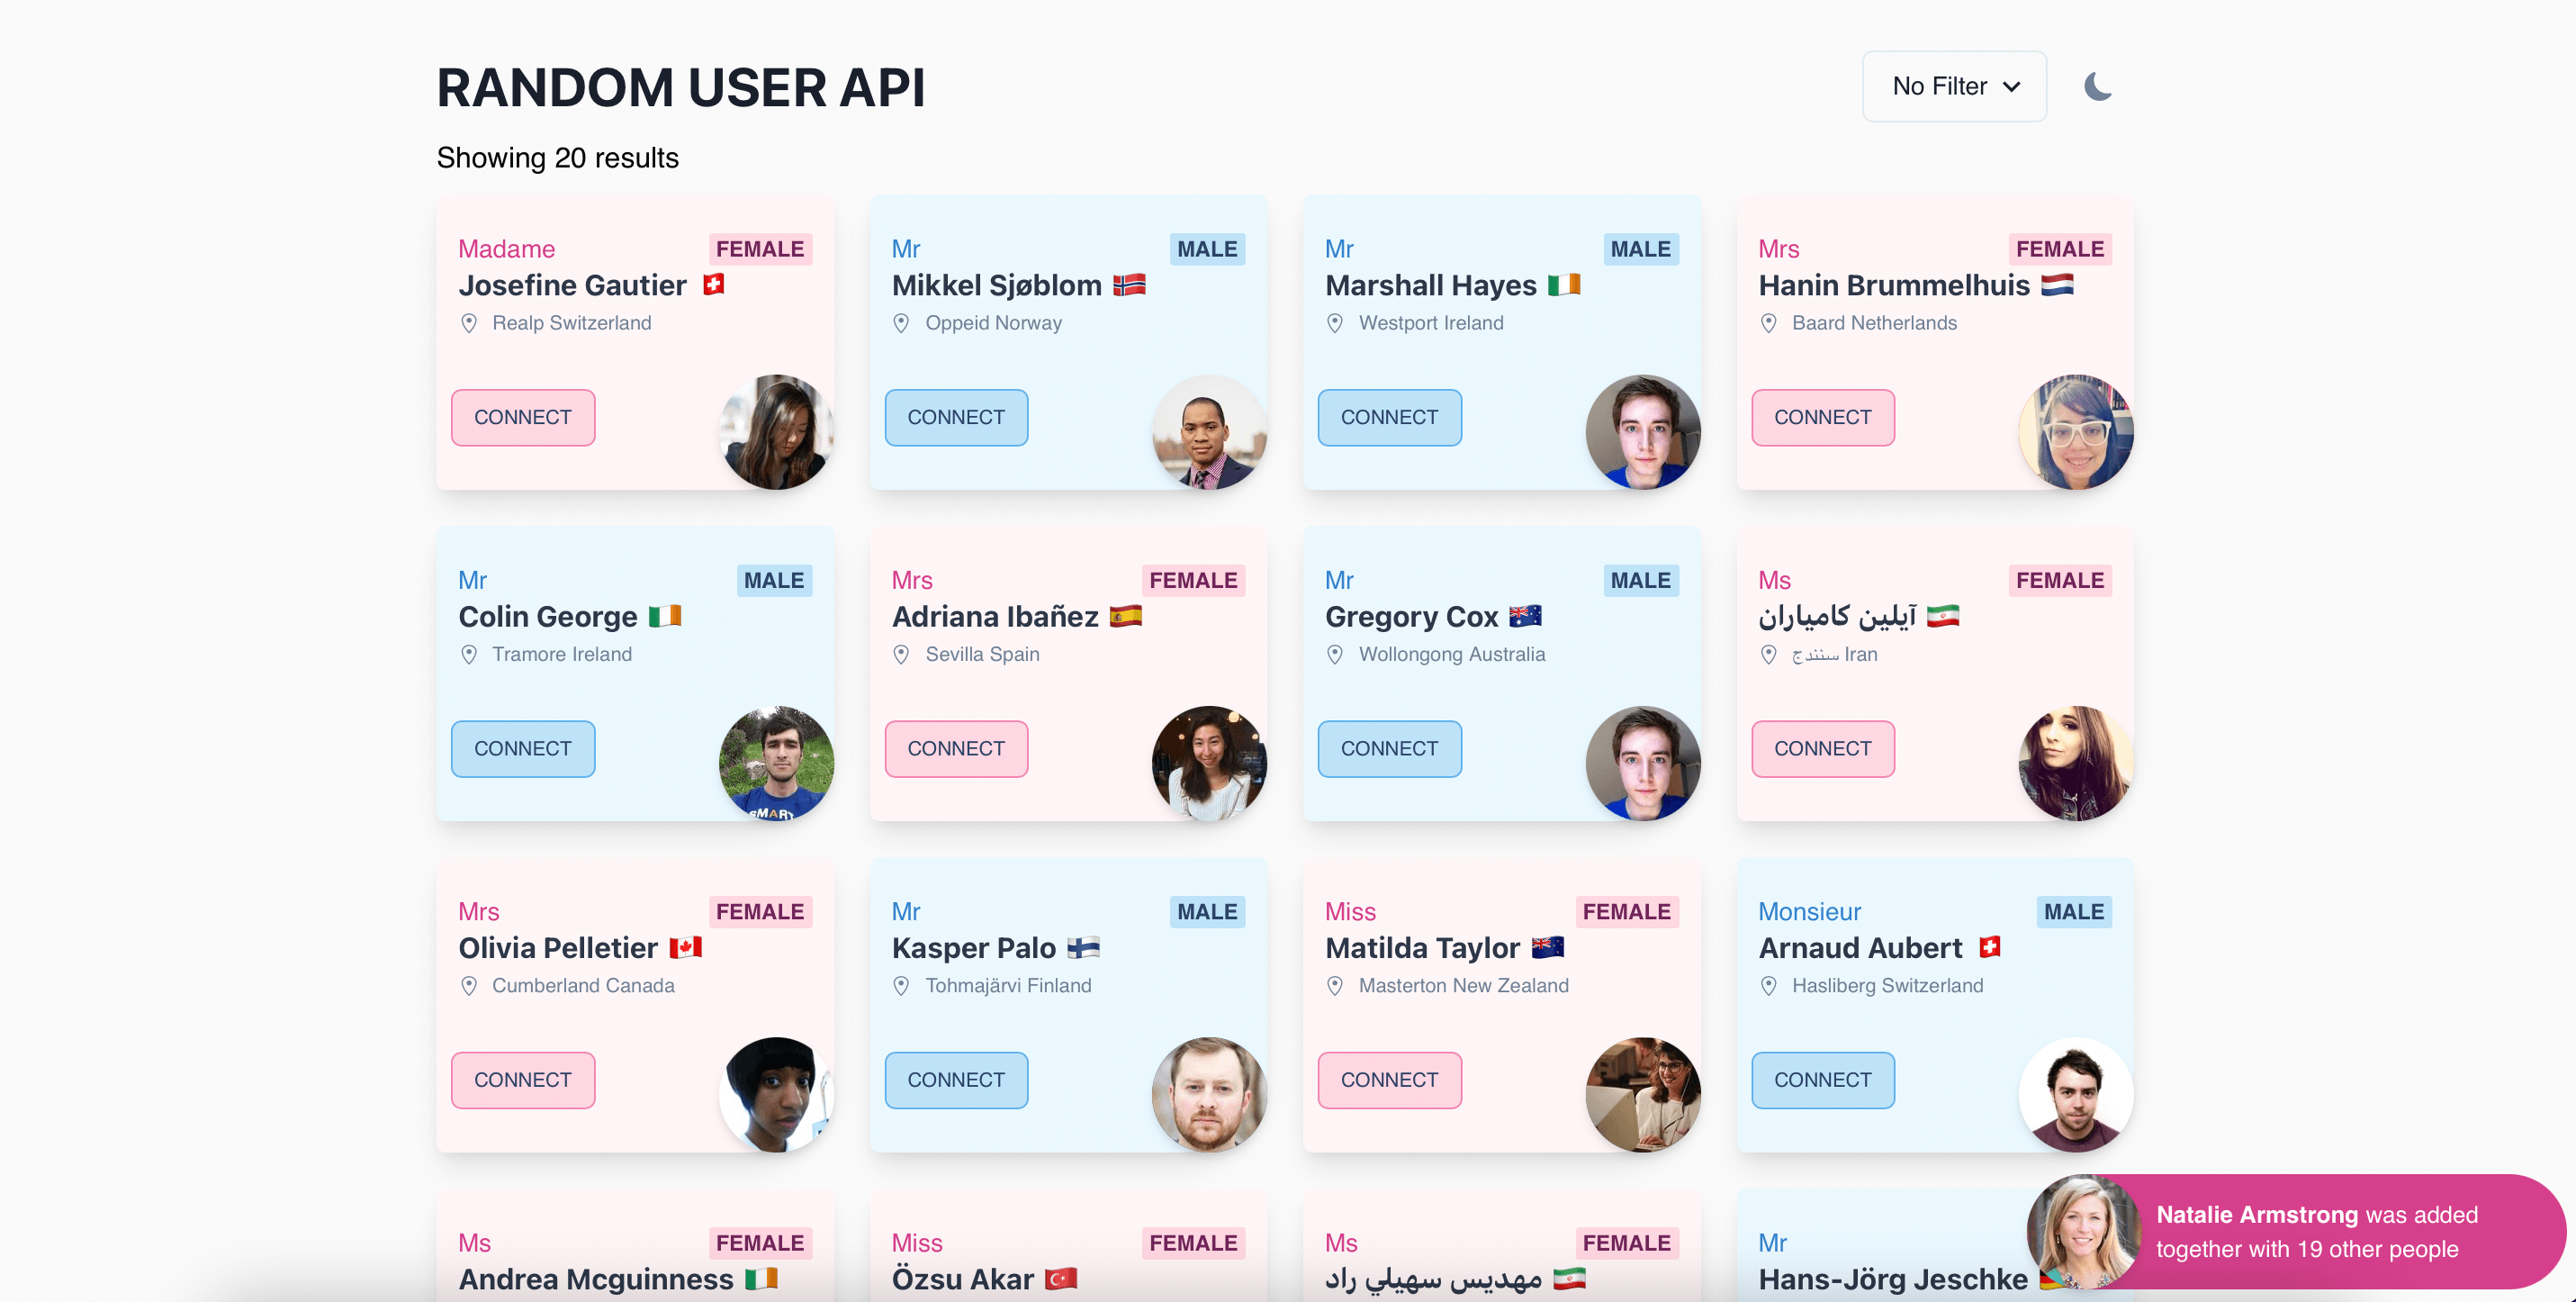 RANDOM USER API
No Filter
Showing 20 results
Madame
FEMALE
Josefine Gautier 🇨🇭
Realp Switzerland
CONNECT
Mr
MALE
Mikkel Sjøblom 🇳🇴
Oppeid Norway
CONNECT
Mr
MALE
Marshall Hayes 🇮🇪
Westport Ireland
CONNECT
Mrs
FEMALE
Hanin Brummelhuis 🇳🇱
Baard Netherlands
CONNECT
Mr
MALE
Colin George 🇮🇪
Tramore Ireland
CONNECT
SMART
Mrs
FEMALE
Adriana Ibañez 🇪🇸
Sevilla Spain
CONNECT
Mr
MALE
Gregory Cox 🇦🇺
Wollongong Australia
CONNECT
Ms
FEMALE
آیلین کامیاران 🇮🇷
سنندج Iran
CONNECT
Mrs
FEMALE
Olivia Pelletier 🇨🇦
Cumberland Canada
CONNECT
Mr
MALE
Kasper Palo 🇫🇮
Tohmajärvi Finland
CONNECT
Miss
FEMALE
Matilda Taylor 🇳🇿
Masterton New Zealand
CONNECT
Monsieur
MALE
Arnaud Aubert 🇨🇭
Hasliberg Switzerland
CONNECT
Ms
FEMALE
Andrea Mcguinness 🇮🇪
Miss
FEMALE
Özsu Akar 🇹🇷
Ms
FEMALE
مهدیس سهيلي راد 🇮🇷
Mr
Hans-Jörg Jeschke 🇩🇪
Natalie Armstrong was added
together with 19 other people